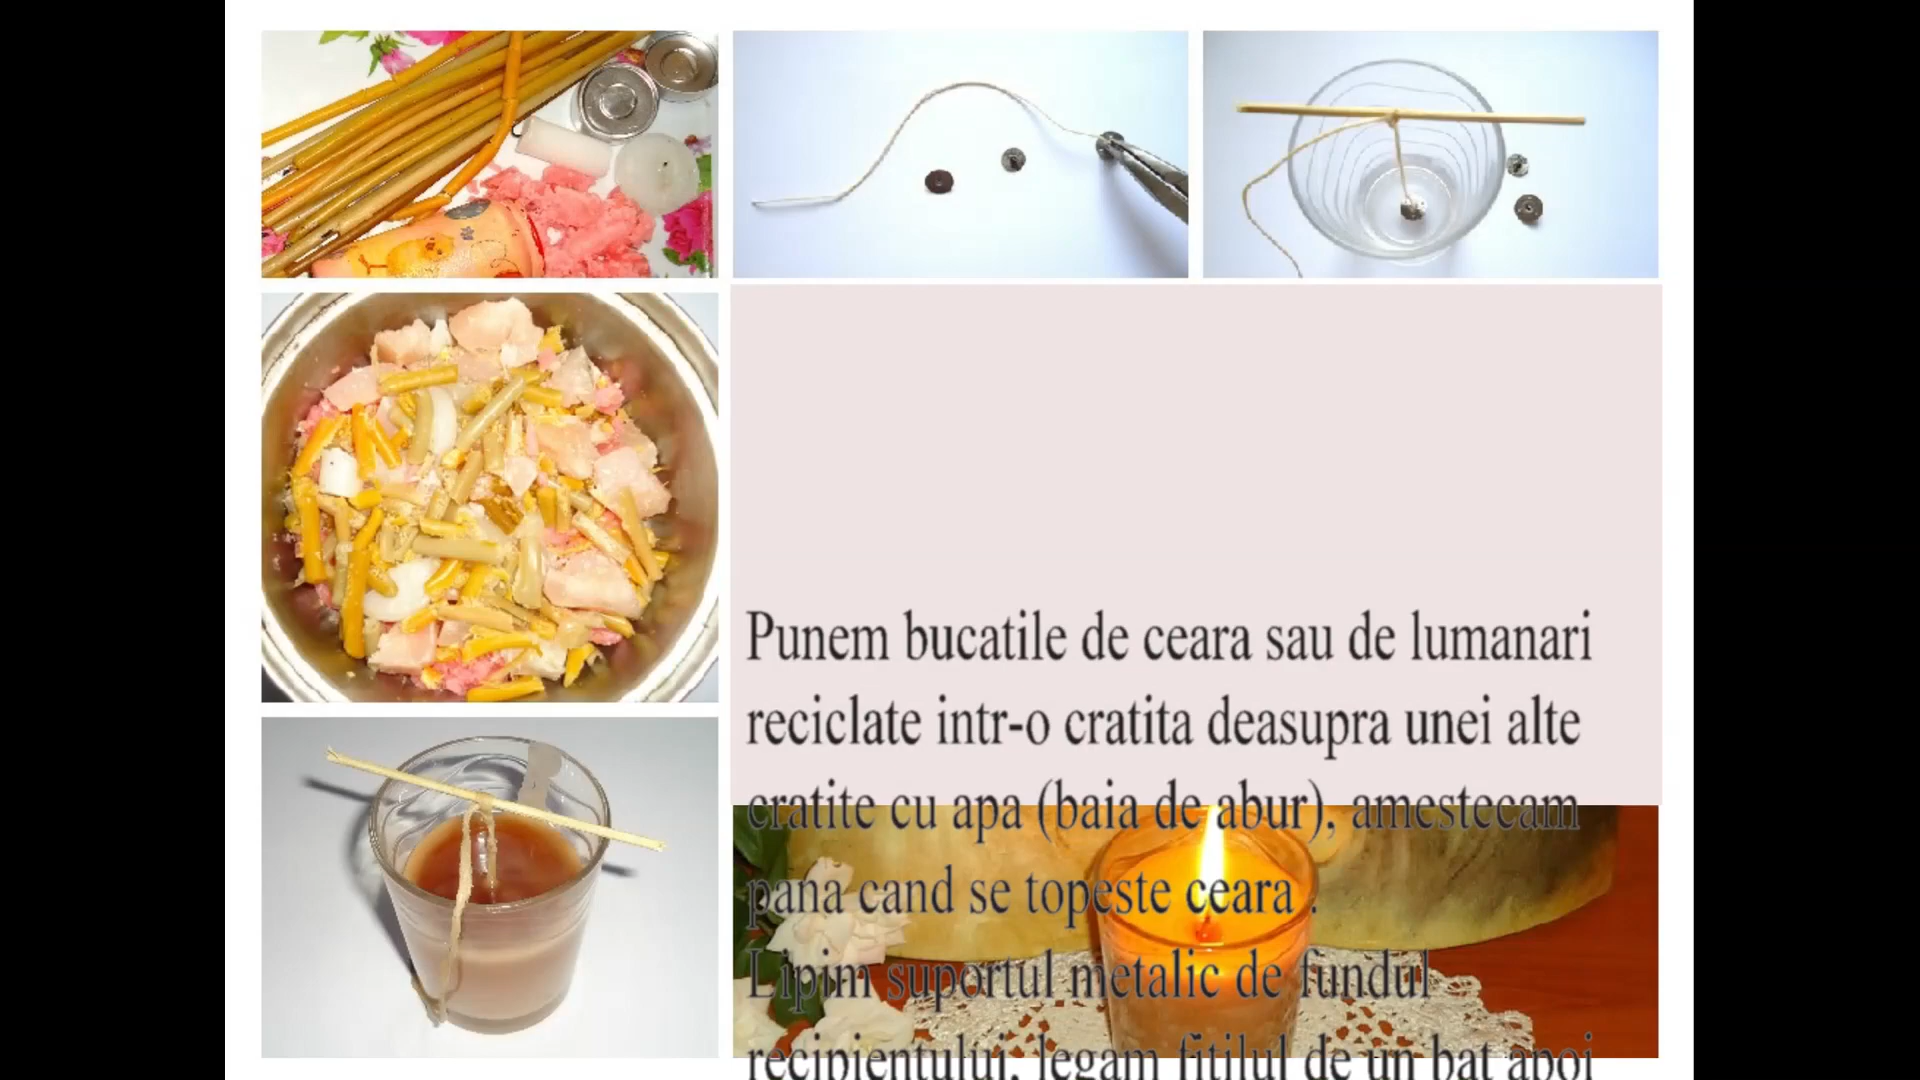 Punem bucatile de ceara sau de lumanari
reciclate intr-o cratita deasupra unei alte
cratite cu apa (baia de abur), amestecam
pana cand se topeste ceara .
Lipim suportul metalic de fundul
recipientului, legam fitilul de un bat apoi